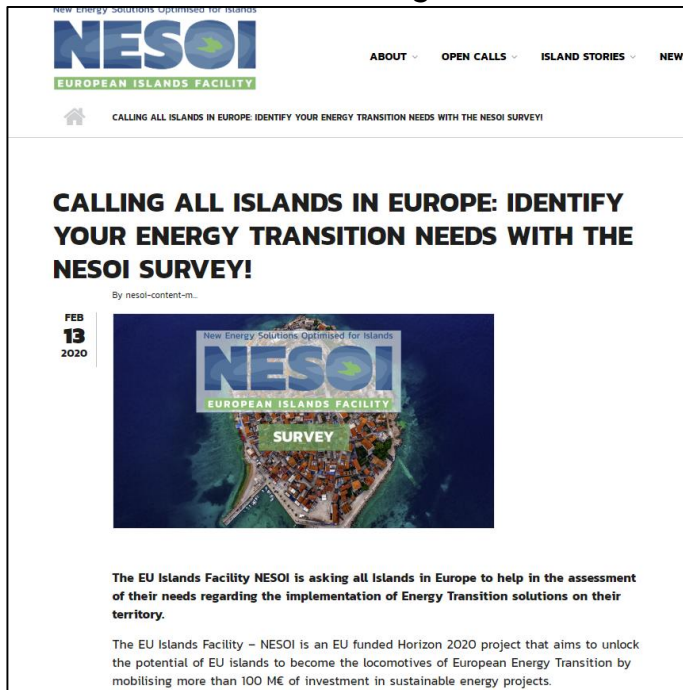 New Energy Solutions Optimised for Islands
NESOI
EUROPEAN ISLANDS FACILITY
ABOUT
OPEN CALLS
ISLAND STORIES
NEW
CALLING ALL ISLANDS IN EUROPE: IDENTIFY YOUR ENERGY TRANSITION NEEDS WITH THE NESOI SURVEY!
CALLING ALL ISLANDS IN EUROPE: IDENTIFY
YOUR ENERGY TRANSITION NEEDS WITH THE
NESOI SURVEY!
By nesoi-content-m..
FEB
13
2020
New Energy Solutions Optimised for Islands
NESOI
EUROPEAN ISLANDS FACILITY
SURVEY
The EU Islands Facility NESOI is asking all Islands in Europe to help in the assessment
of their needs regarding the implementation of Energy Transition solutions on their
territory.
The EU Islands Facility – NESOI is an EU funded Horizon 2020 project that aims to unlock
the potential of EU islands to become the locomotives of European Energy Transition by
mobilising more than 100 M€ of investment in sustainable energy projects.